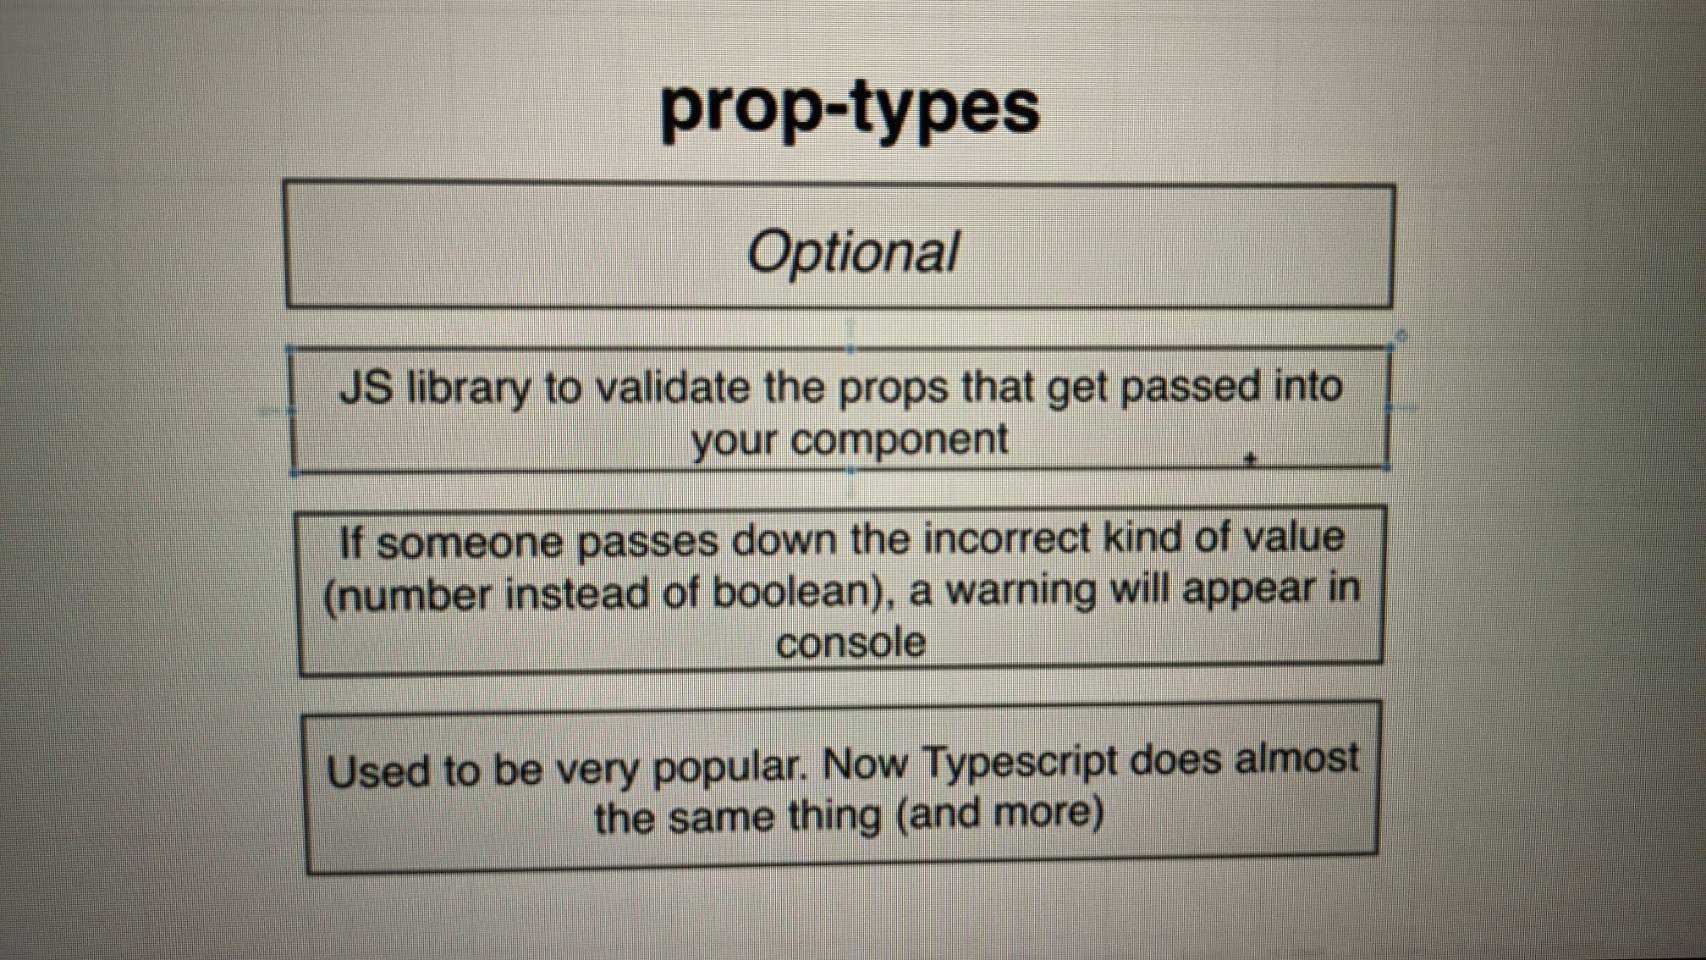 prop-types
Optional
JS library to validate the props that get passed into
your component
If someone passes down the incorrect kind of value
(number instead of boolean), a warning will appear in
console
Used to be very popular. Now Typescript does almost
the same thing (and more)